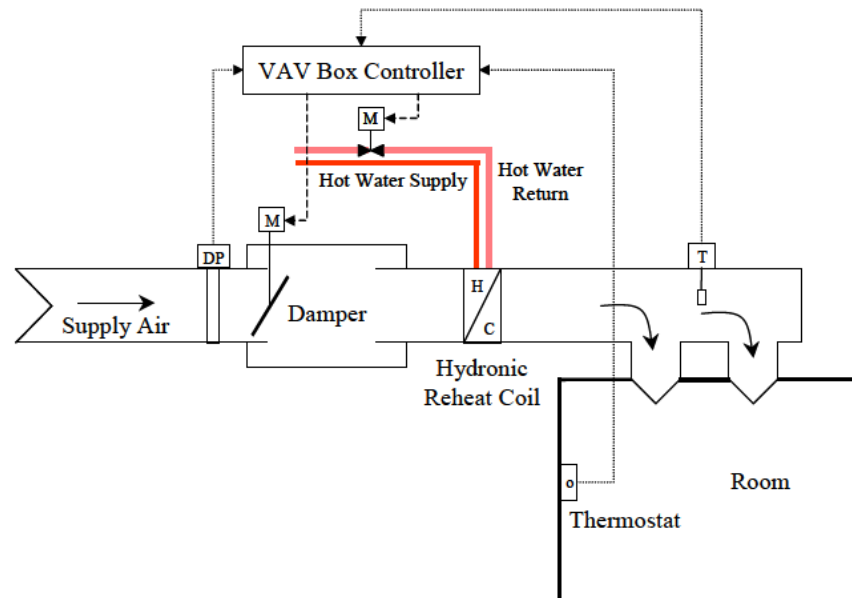 VAV Box Controller
M
Hot Water Supply
Hot Water
Return
M
DP
T
Supply Air
Damper
H
C
Hydronic
Reheat Coil
o
Thermostat
Room